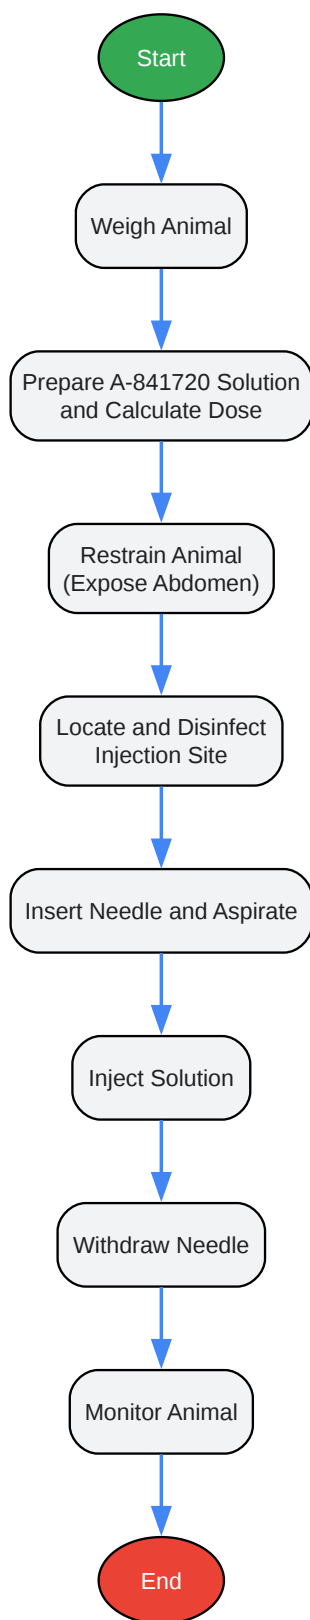 Start
Weigh Animal
Prepare A-841720 Solution
and Calculate Dose
Restrain Animal
(Expose Abdomen)
Locate and Disinfect
Injection Site
Insert Needle and Aspirate
Inject Solution
Withdraw Needle
Monitor Animal
End